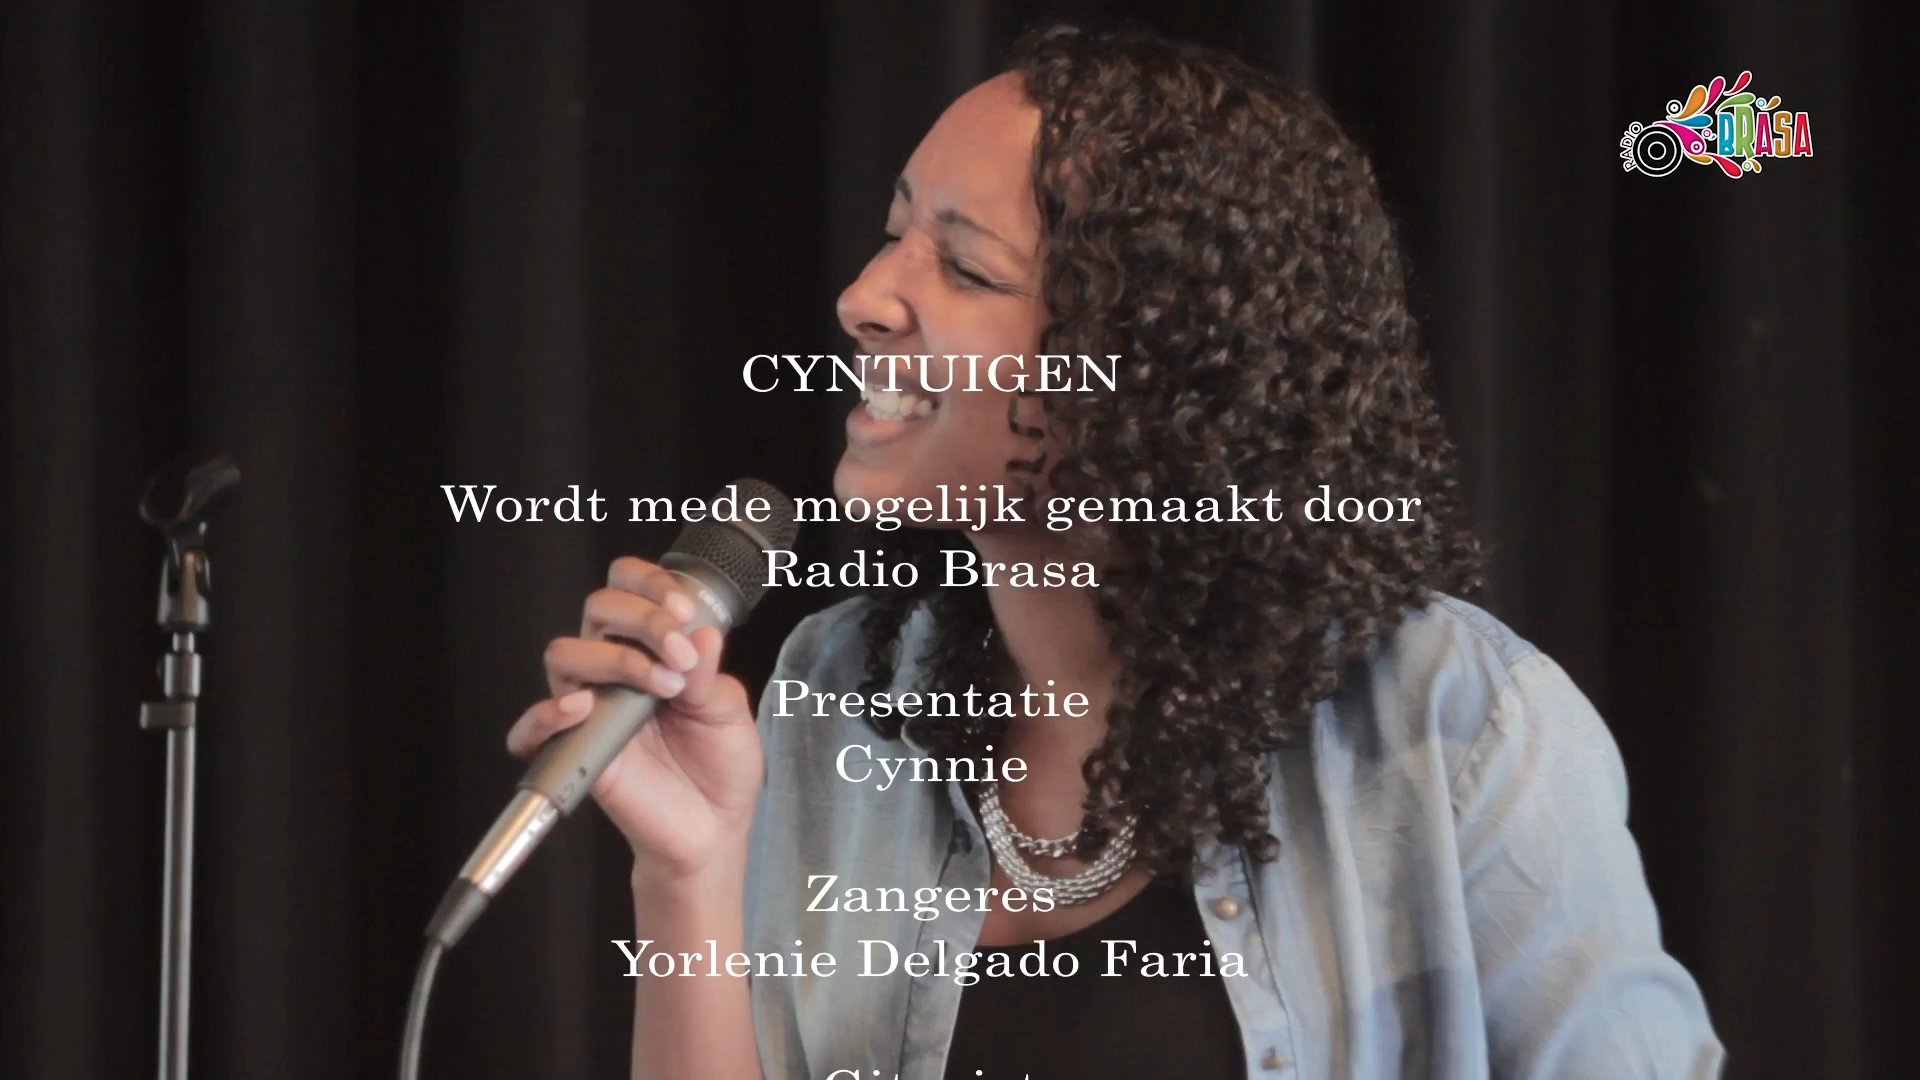 RADIO BRASA
CYNTUIGEN
Wordt mede mogelijk gemaakt door
Radio Brasa
Presentatie
Cynnie
Zangeres
Yorlenie Delgado Faria